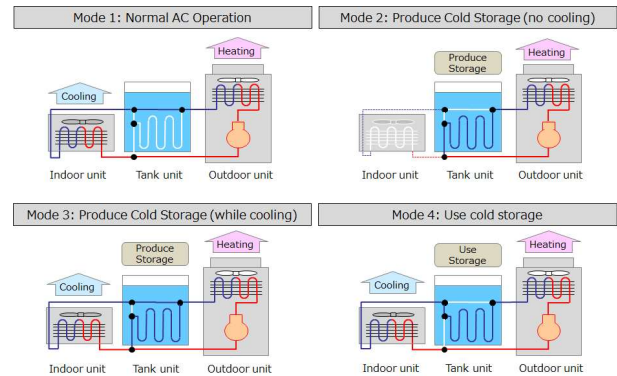 Mode 1: Normal AC Operation
Heating
Cooling
Indoor unit
Tank unit
Outdoor unit
Mode 2: Produce Cold Storage (no cooling)
Produce
Storage
Heating
Indoor unit
Tank unit
Outdoor unit
Mode 3: Produce Cold Storage (while cooling)
Produce
Storage
Heating
Cooling
Indoor unit
Tank unit
Outdoor unit
Mode 4: Use cold storage
Use
Storage
Heating
Cooling
Indoor unit
Tank unit
Outdoor unit